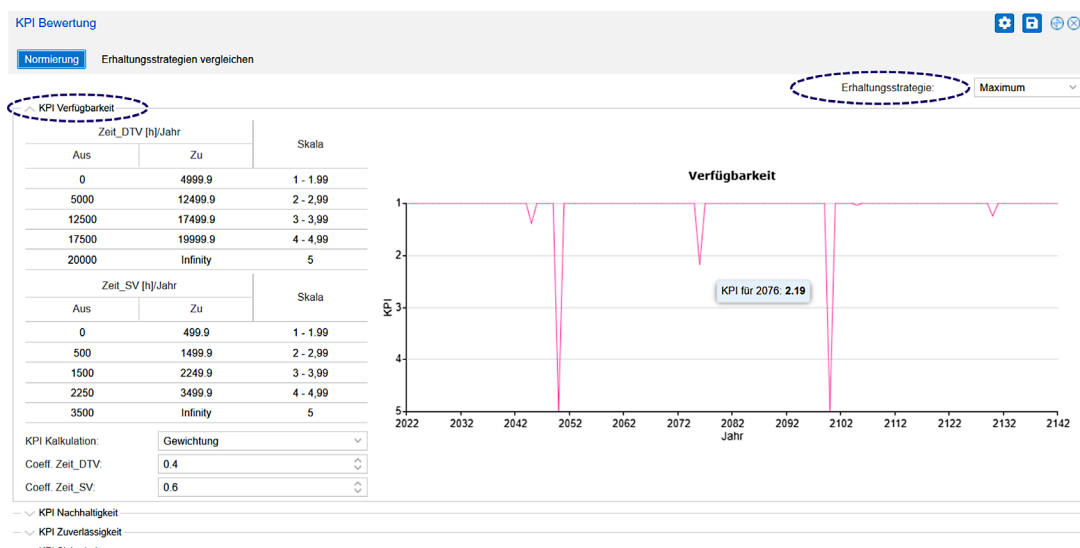 KPI Bewertung
Normierung Erhaltungsstrategien vergleichen
Erhaltungsstrategie: Maximum
KPI Verfügbarkeit
Zeit_DTV [h]/Jahr Skala
Aus Zu
0 4999.9 1 - 1.99
5000 12499.9 2 - 2,99
12500 17499.9 3 - 3,99
17500 19999.9 4 - 4,99
20000 Infinity 5
Zeit_SV [h]/Jahr Skala
Aus Zu
0 499.9 1 - 1.99
500 1499.9 2 - 2,99
1500 2249.9 3 - 3,99
2250 3499.9 4 - 4,99
3500 Infinity 5
KPI Kalkulation: Gewichtung
Coeff. Zeit_DTV: 0.4
Coeff. Zeit_SV: 0.6
Verfügbarkeit
KPI
1
2
3
4
5
KPI für 2076: 2.19
2022 2032 2042 2052 2062 2072 2082 2092 2102 2112 2122 2132 2142
Jahr
KPI Nachhaltigkeit
KPI Zuverlässigkeit